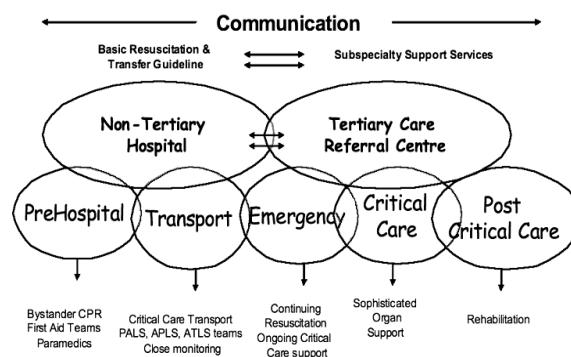 Communication
Basic Resuscitation &
Transfer Guideline
Subspecialty Support Services
Non-Tertiary
Hospital
Tertiary Care
Referral Centre
PreHospital
Transport
Emergency
Critical
Care
Post
Critical Care
Bystander CPR
First Aid Teams
Paramedics
Critical Care Transport
PALS, APLS, ATLS teams
Close monitoring
Continuing
Resuscitation
Ongoing Critical
Care support
Sophisticated
Organ
Support
Rehabilitation